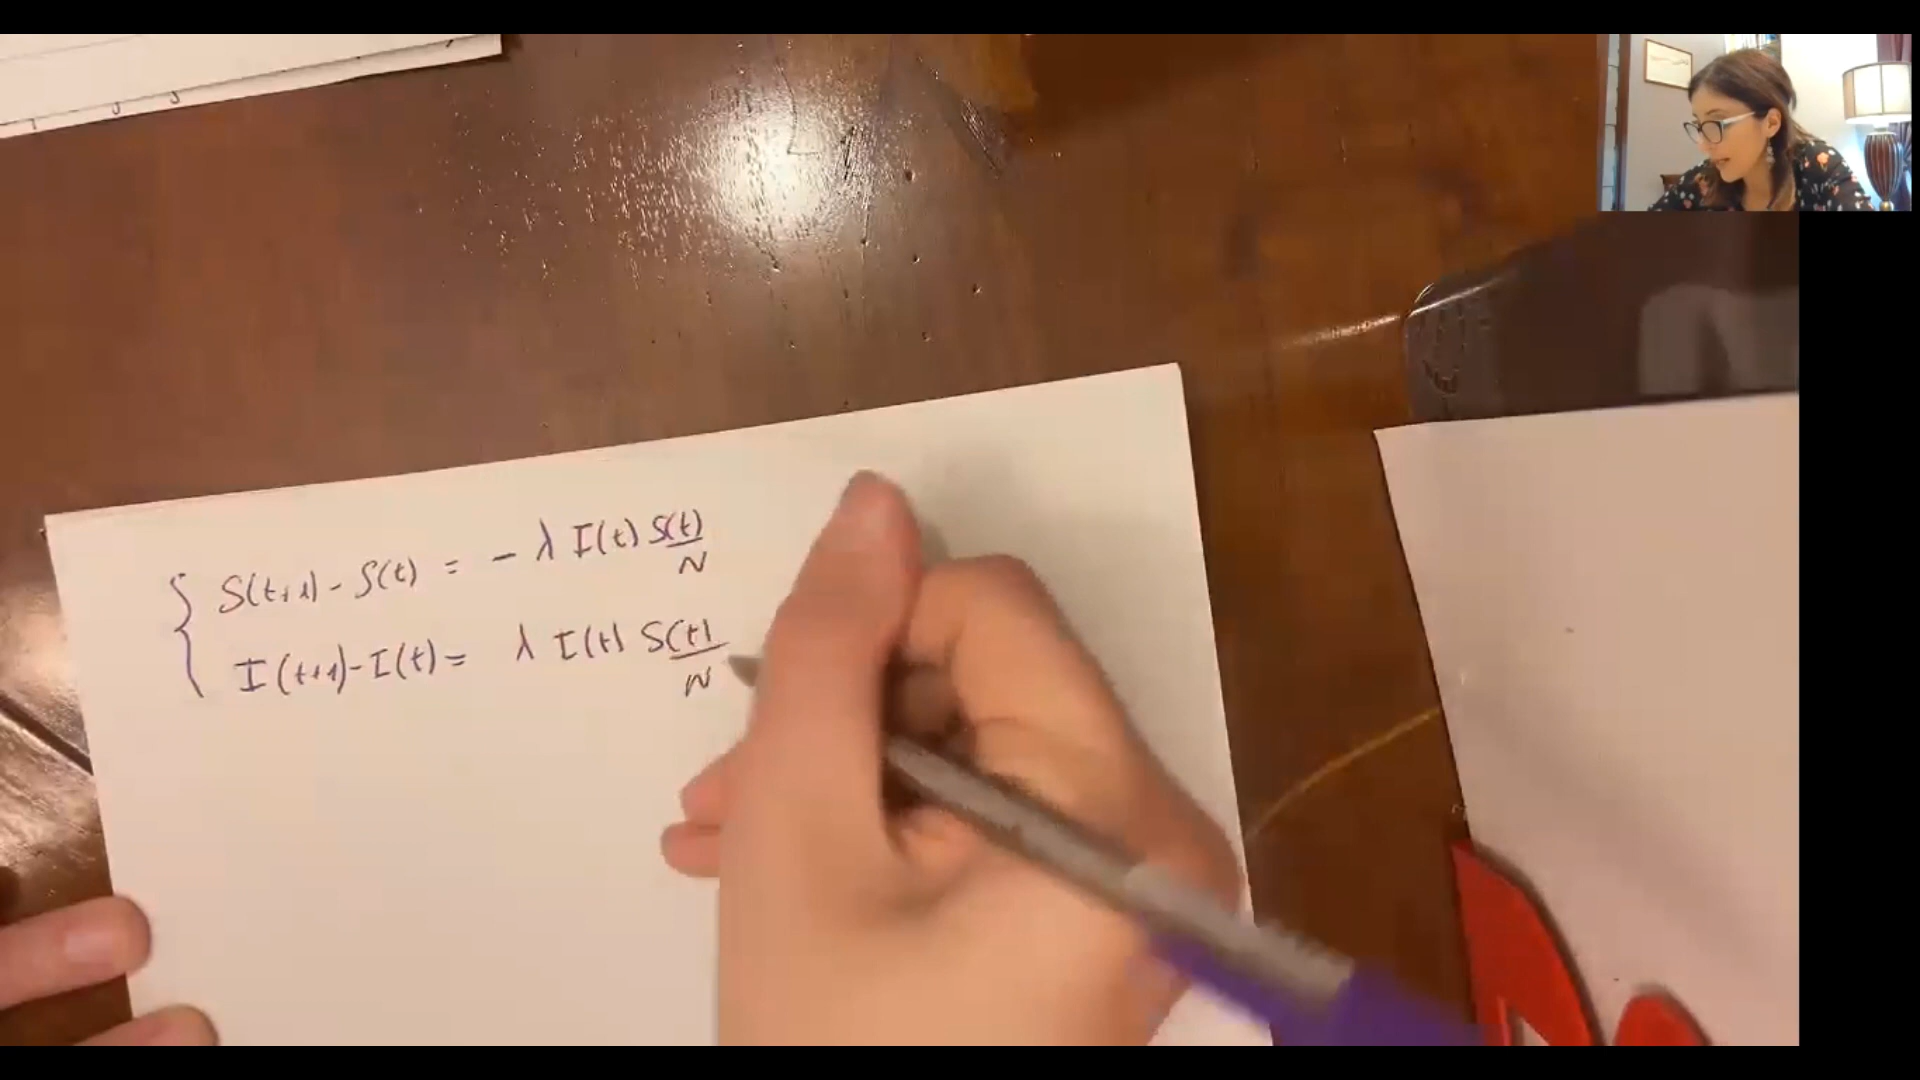 { S(t+1) - S(t) = - λ I(t) S(t)/N
I(t+1) - I(t) = λ I(t) S(t)/N